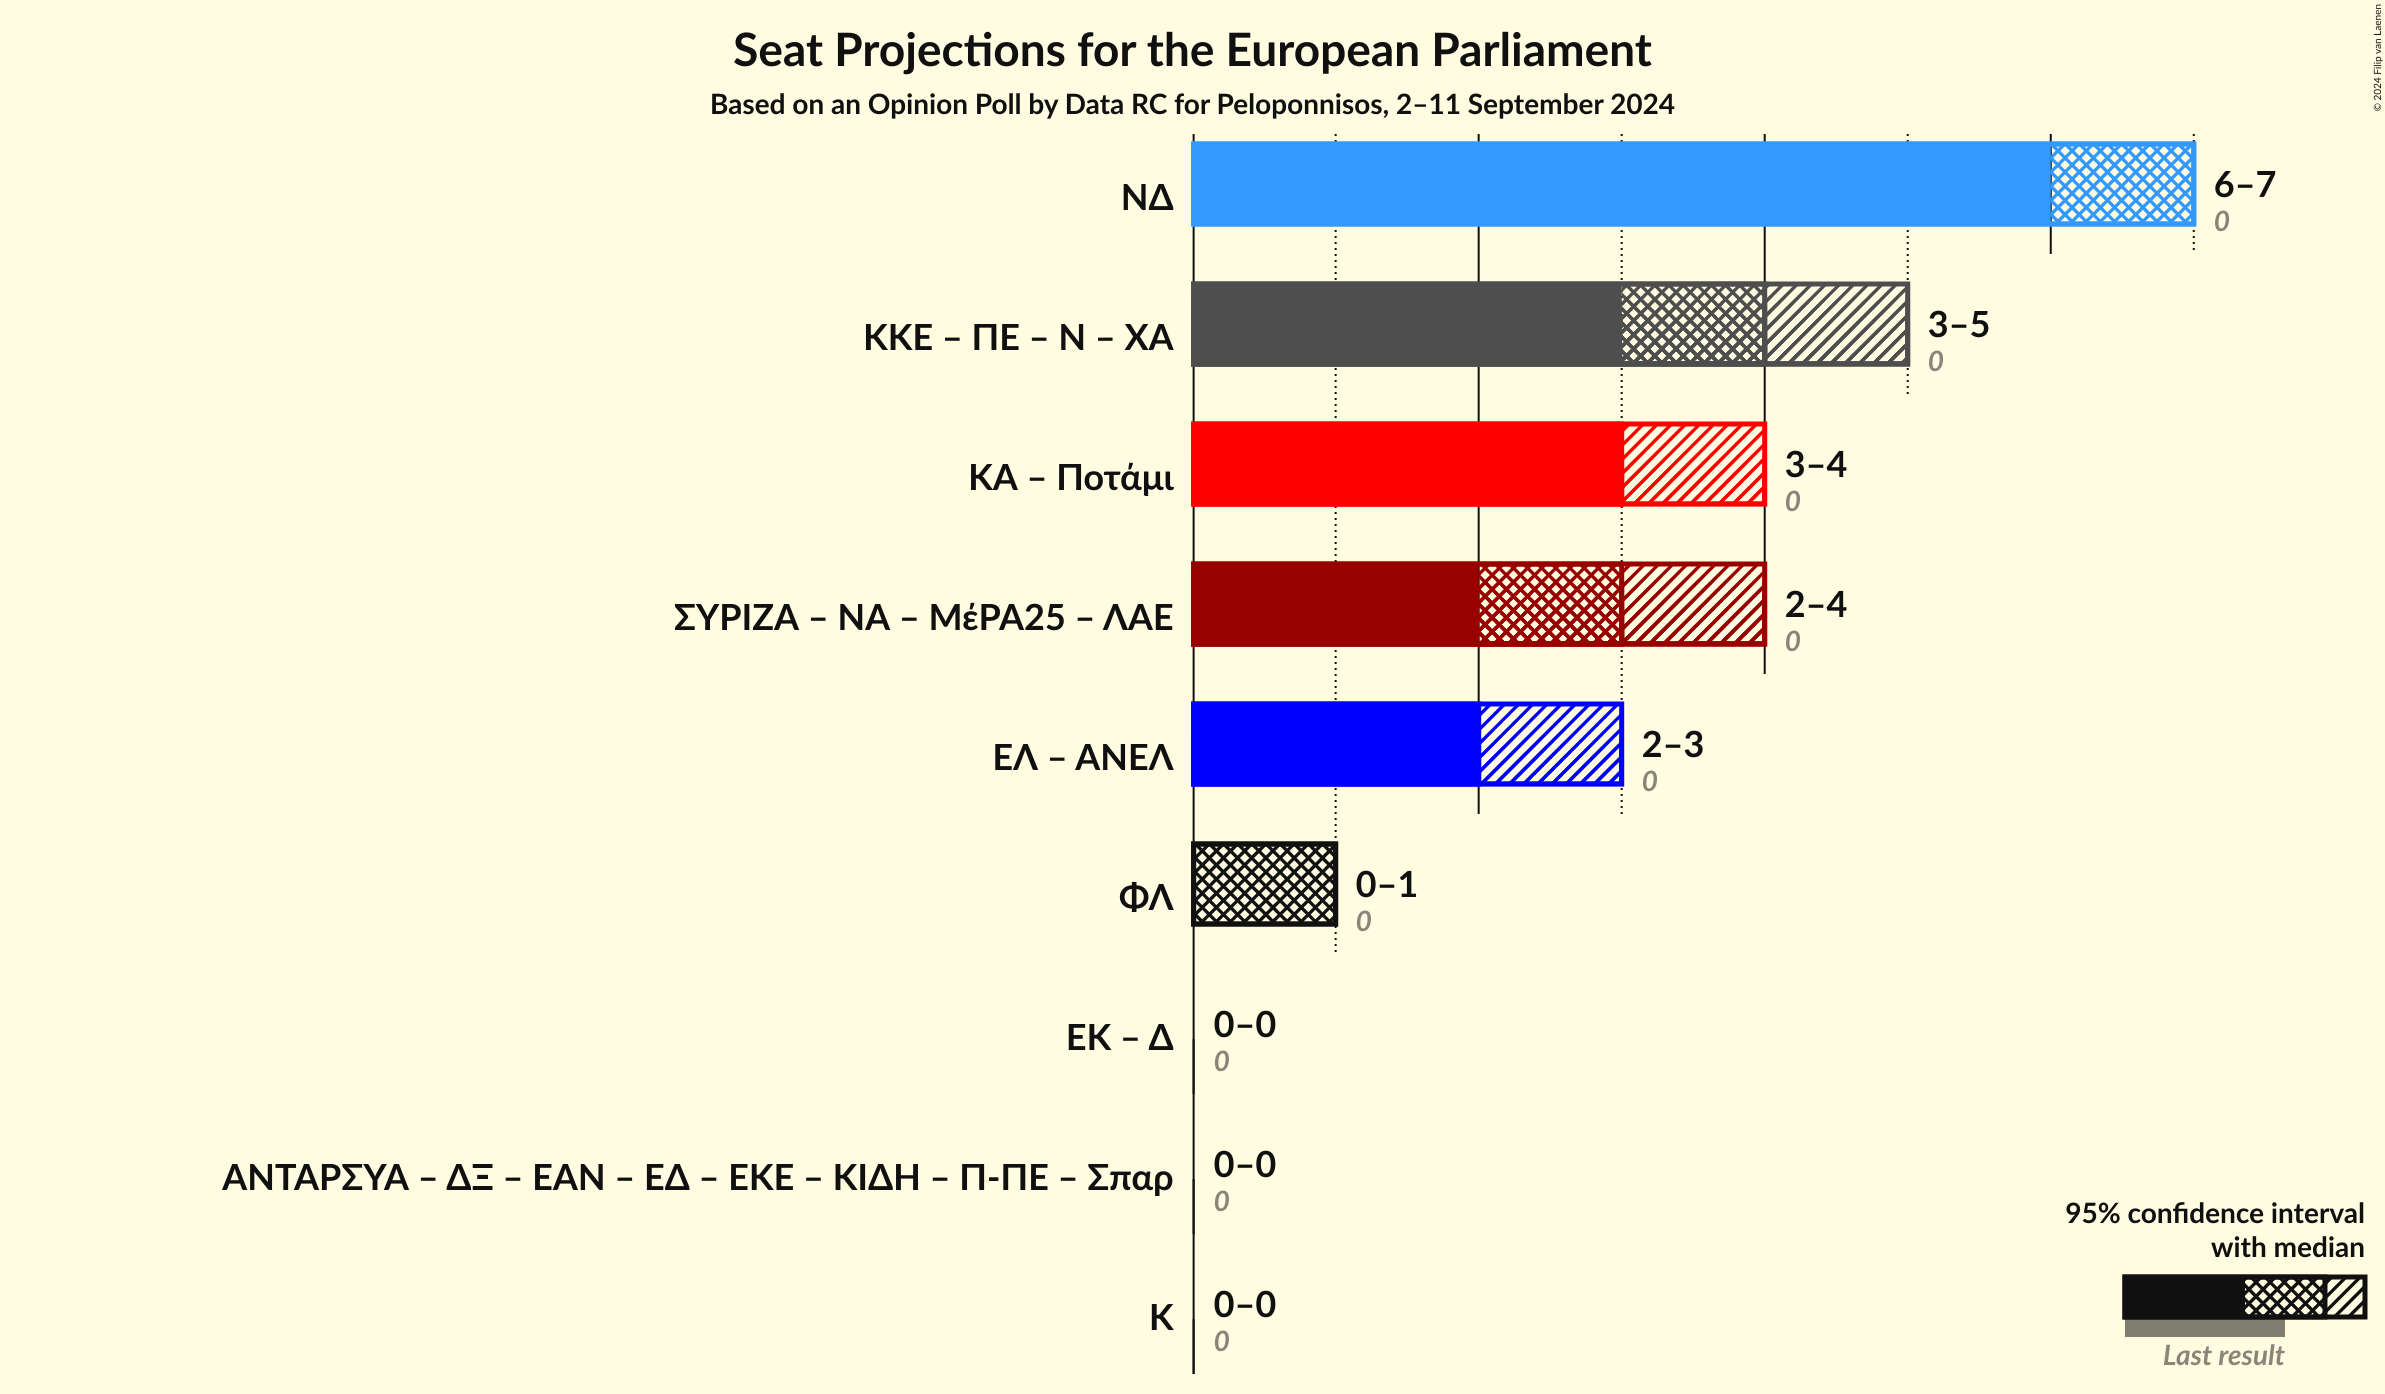 Seat Projections for the European Parliament
Based on an Opinion Poll by Data RC for Peloponnisos, 2–11 September 2024
© 2024 Filip van Laenen
ΝΔ
6–7
0
ΚΚΕ – ΠΕ – Ν – ΧΑ
3–5
0
ΚΑ – Ποτάμι
3–4
0
ΣΥΡΙΖΑ – ΝΑ – ΜέΡΑ25 – ΛΑΕ
2–4
0
ΕΛ – ΑΝΕΛ
2–3
0
ΦΛ
0–1
0
ΕΚ – Δ
0–0
0
ΑΝΤΑΡΣΥΑ – ΔΞ – ΕΑΝ – ΕΔ – ΕΚΕ – ΚΙΔΗ – Π-ΠΕ – Σπαρ
0–0
0
Κ
0–0
0
95% confidence interval
with median
Last result